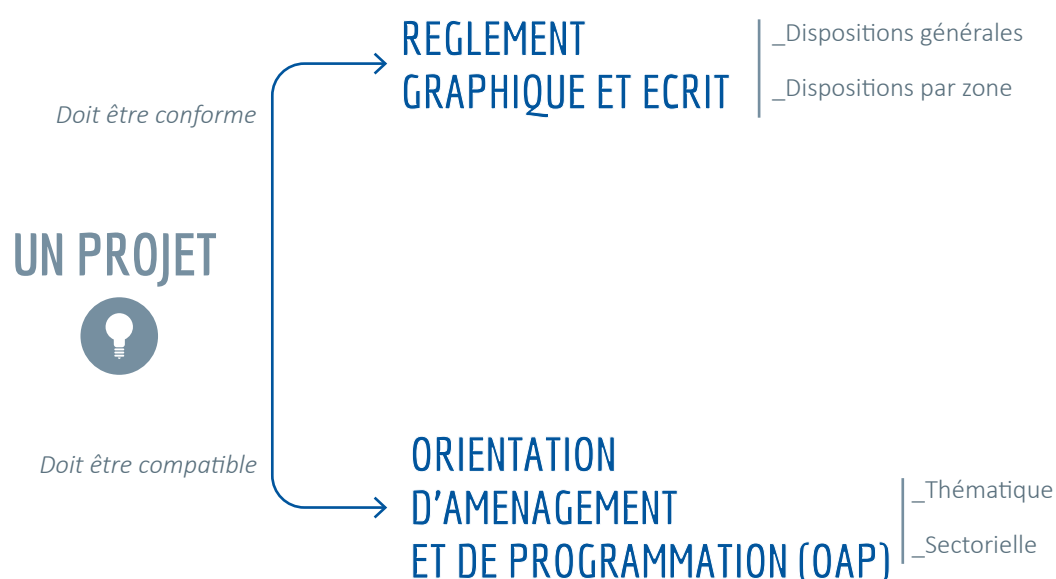 REGLEMENT
GRAPHIQUE ET ECRIT
_Dispositions générales
_Dispositions par zone
Doit être conforme
UN PROJET
Doit être compatible
ORIENTATION
D'AMENAGEMENT
ET DE PROGRAMMATION (OAP)
_Thématique
_Sectorielle